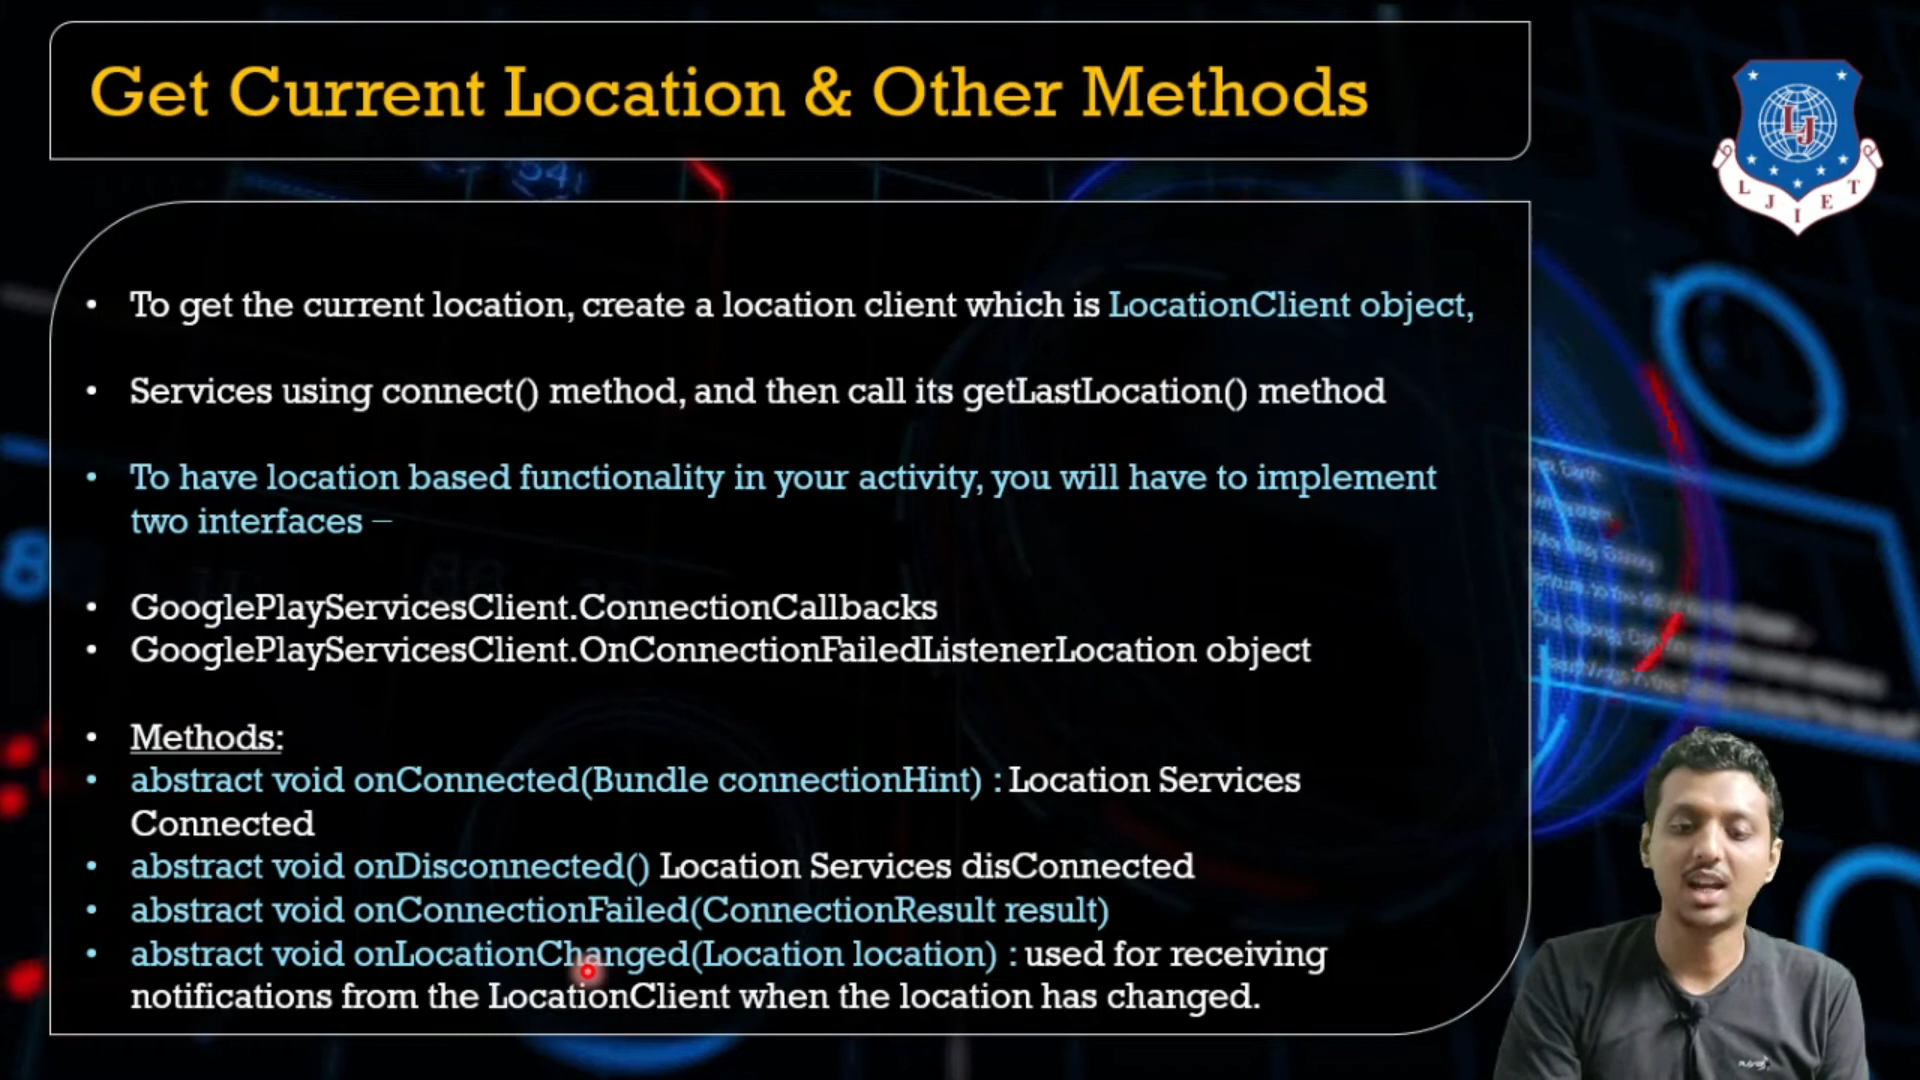 Get Current Location & Other Methods
L J I E T
LJ
• To get the current location, create a location client which is LocationClient object,
• Services using connect() method, and then call its getLastLocation() method
• To have location based functionality in your activity, you will have to implement
two interfaces –
• GooglePlayServicesClient.ConnectionCallbacks
• GooglePlayServicesClient.OnConnectionFailedListenerLocation object
• Methods:
• abstract void onConnected(Bundle connectionHint) : Location Services
Connected
• abstract void onDisconnected() Location Services disConnected
• abstract void onConnectionFailed(ConnectionResult result)
• abstract void onLocationChanged(Location location) : used for receiving
notifications from the LocationClient when the location has changed.